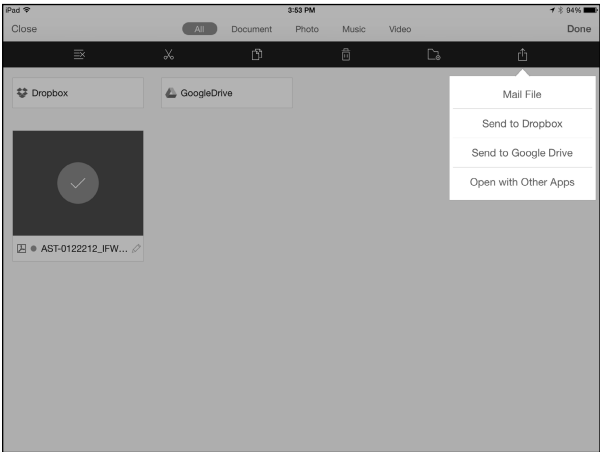 iPad 3:53 PM 94%
Close All Document Photo Music Video Done
Dropbox GoogleDrive
Mail File
Send to Dropbox
Send to Google Drive
Open with Other Apps
AST-0122212_IFW...